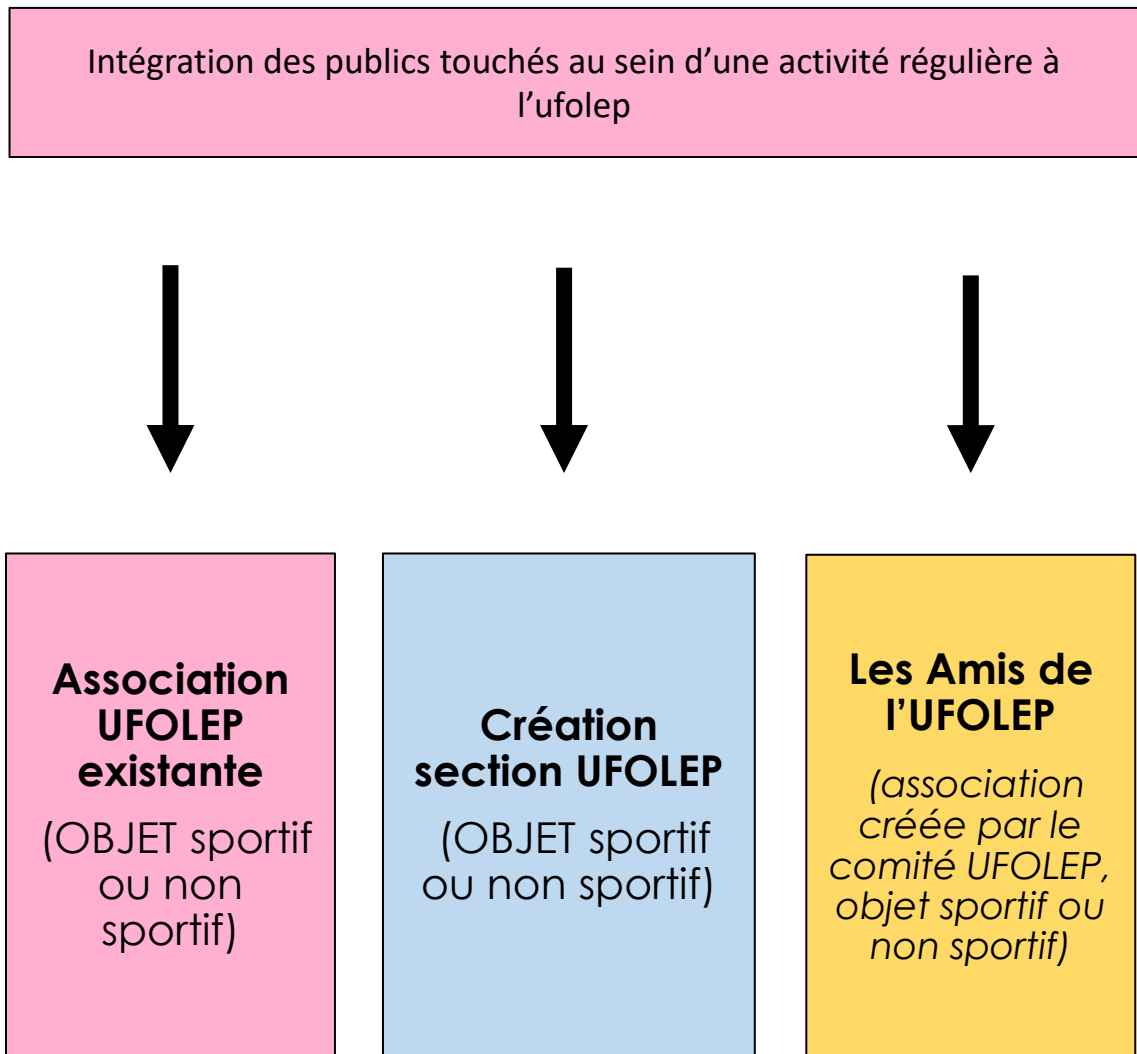 Intégration des publics touchés au sein d’une activité régulière à
l’ufolep
Association
UFOLEP
existante
(OBJET sportif
ou non
sportif)
Création
section UFOLEP
(OBJET sportif
ou non sportif)
Les Amis de
l’UFOLEP
(association
créée par le
comité UFOLEP,
objet sportif ou
non sportif)